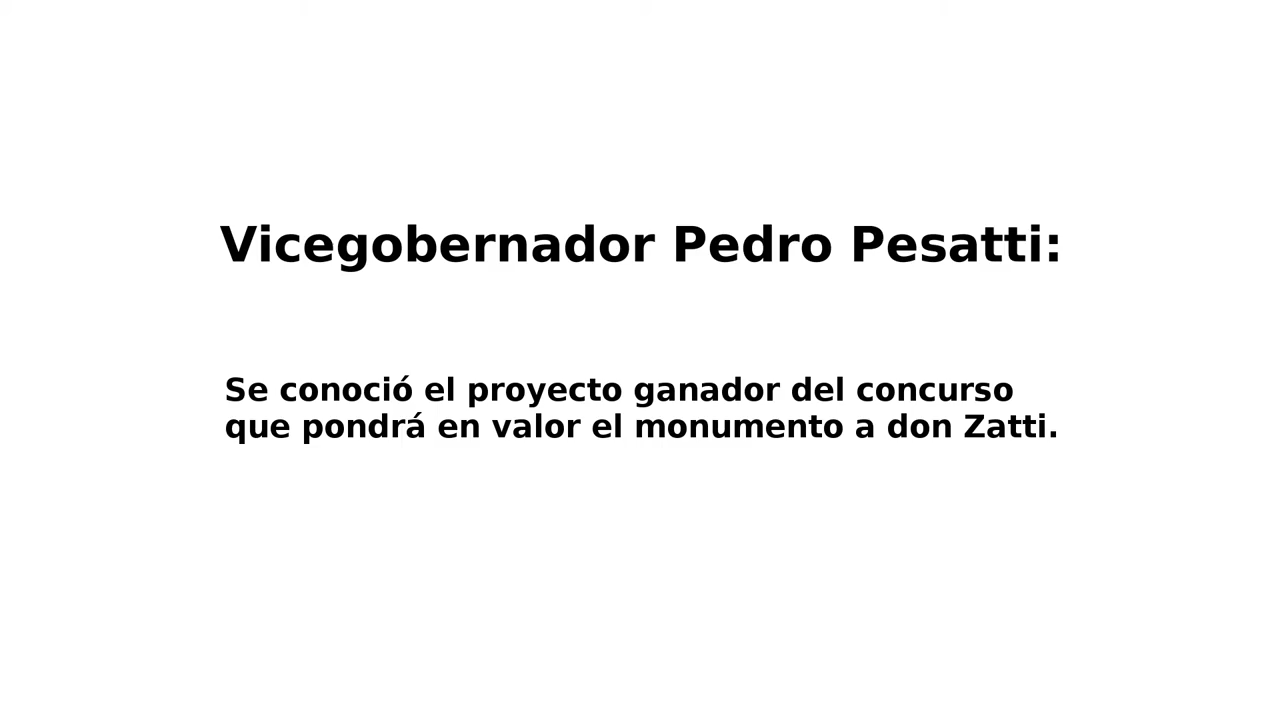 Vicegobernador Pedro Pesatti:
Se conoció el proyecto ganador del concurso
que pondrá en valor el monumento a don Zatti.